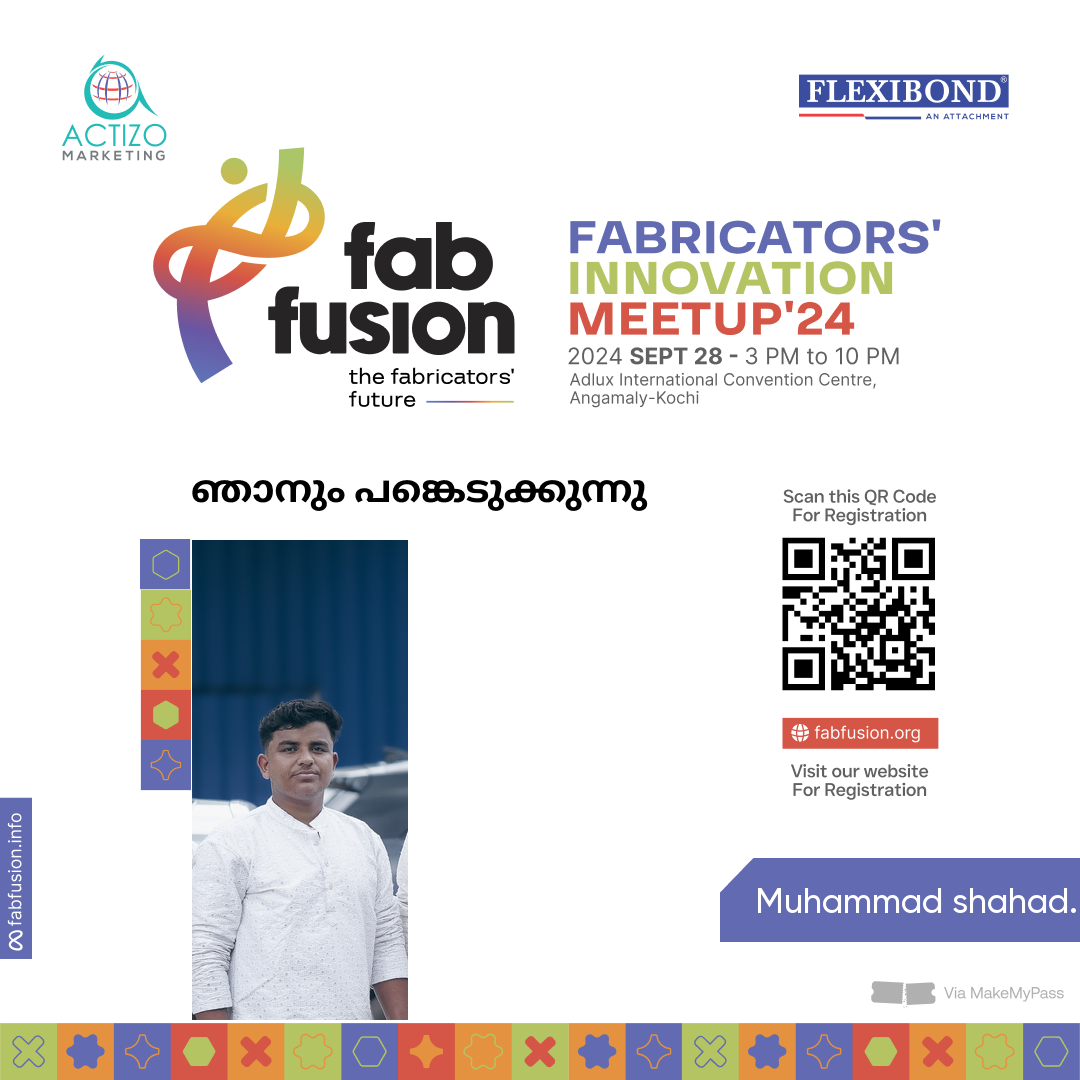 ACTIZO
MARKETING
FLEXIBOND®
AN ATTACHMENT
fab
fusion
the fabricators'
future
FABRICATORS'
INNOVATION
MEETUP'24
2024 SEPT 28 - 3 PM to 10 PM
Adlux International Convention Centre,
Angamaly-Kochi
ഞാനും പങ്കെടുക്കുന്നു
Scan this QR Code
For Registration
fabfusion.org
Visit our website
For Registration
fabfusion.info
Muhammad shahad.
Via MakeMyPass